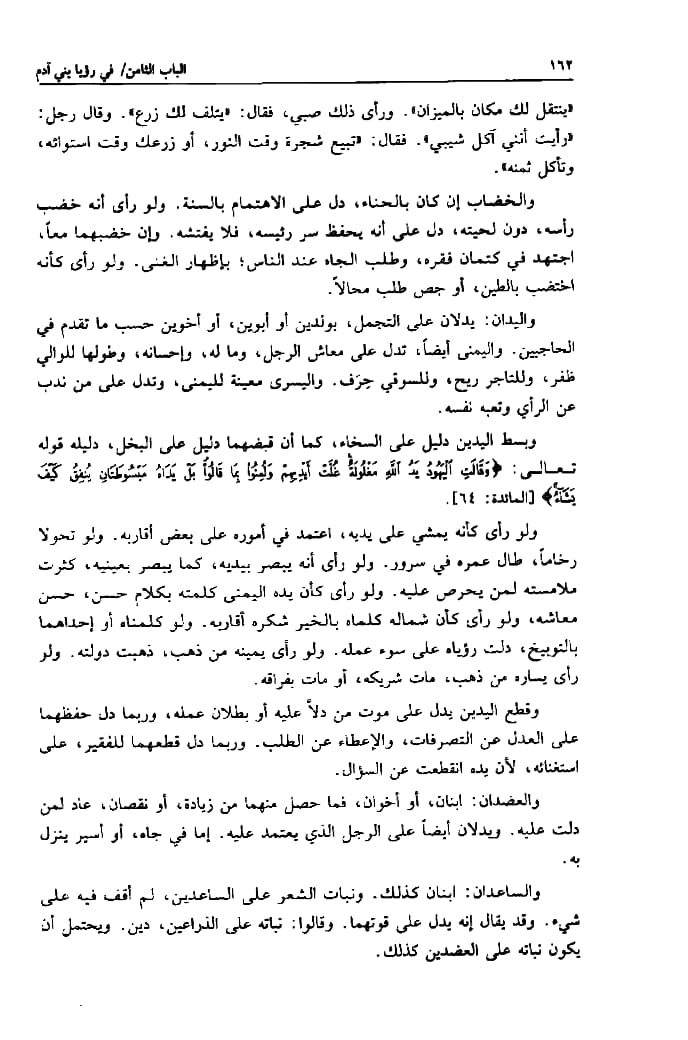 ١٦٢ الباب الثامن/ في رؤيا بني آدم
«ينتقل لك مكان بالميزان». ورأى ذلك صبي، فقال: «يتلف لك زرع». وقال رجل:
«رأيت أنني آكل شيبي». فقال: «تبيع شجرة وقت النور، أو زرعك وقت استوائه،
وتأكل ثمنه».
والخضاب إن كان بالحناء، دل على الاهتمام بالسنة. ولو رأى أنه خضب
رأسه، دون لحيته، دل على أنه يحفظ سر رئيسه، فلا يفتشه. وإن خضبهما معاً،
اجتهد في كتمان فقره، وطلب الجاه عند الناس؛ بإظهار الغنى. ولو رأى كأنه
اختضب بالطين، أو جص طلب محالاً.
واليدان: يدلان على التجمل، بولدين أو أبوين، أو أخوين حسب ما تقدم في
الحاجبين. واليمنى أيضاً، تدل على معاش الرجل، وما له، وإحسانه، وطولها للوالي
ظفر، وللتاجر ربح، وللسوقي حِرَف. واليسرى معينة لليمنى، وتدل على من ندب
عن الرأي وتعبه نفسه.
وبسط اليدين دليل على السخاء، كما أن قبضهما دليل على البخل، دليله قوله
تعالى: ﴿وَقَالَتِ الْيَهُودُ يَدُ اللَّهِ مَغْلُولَةٌ غُلَّتْ أَيْدِيهِمْ وَلُعِنُوا بِمَا قَالُوا بَلْ يَدَاهُ مَبْسُوطَتَانِ يُنفِقُ كَيْفَ
يَشَاءُ﴾ [المائدة: ٦٤].
ولو رأى كأنه يمشي على يديه، اعتمد في أموره على بعض أقاربه. ولو تحولا
رخاماً، طال عمره في سرور. ولو رأى أنه يبصر بيديه، كما يبصر بعينيه، كثرت
ملامسته لمن يحرص عليه. ولو رأى كأن يده اليمنى كلمته بكلام حسن، حسن
معاشه، ولو رأى كأن شماله كلماه بالخير شكره أقاربه. ولو كلمتاه أو إحداهما
بالتوبيخ، دلت رؤياه على سوء عمله. ولو رأى يمينه من ذهب، ذهبت دولته. ولو
رأى يساره من ذهب، مات شريكه، أو مات بفراقه.
وقطع اليدين يدل على موت من دلاَّ عليه أو بطلان عمله، وربما دل حفظهما
على العدل عن التصرفات، والإعطاء عن الطلب. وربما دل قطعهما للفقير، على
استغنائه، لأن يده انقطعت عن السؤال.
والعضدان: ابنان، أو أخوان، فما حصل منهما من زيادة، أو نقصان، عاد لمن
دلت عليه. ويدلان أيضاً على الرجل الذي يعتمد عليه. إما في جاه، أو أسير ينزل
به.
والساعدان: ابنان كذلك. ونبات الشعر على الساعدين، لم أقف فيه على
شيء. وقد يقال إنه يدل على قوتهما. وقالوا: نباته على الذراعين، دين. ويحتمل أن
يكون نباته على العضدين كذلك.